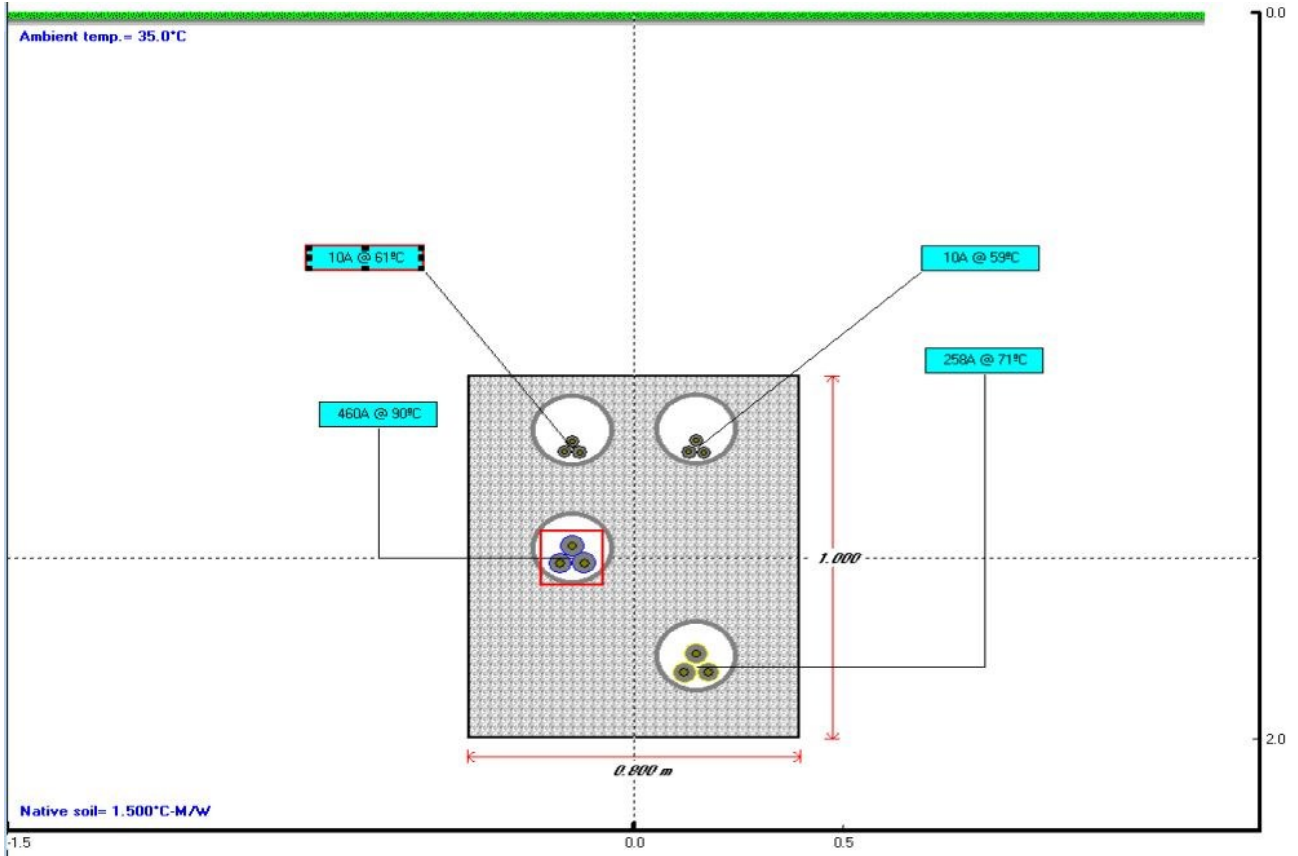 0.0
Ambient temp.= 35.0°C
10A @ 61ºC
10A @ 59ºC
258A @ 71ºC
460A @ 90ºC
1.000
2.0
0.800 m
Native soil= 1.500°C-M/W
-1.5
0.0
0.5